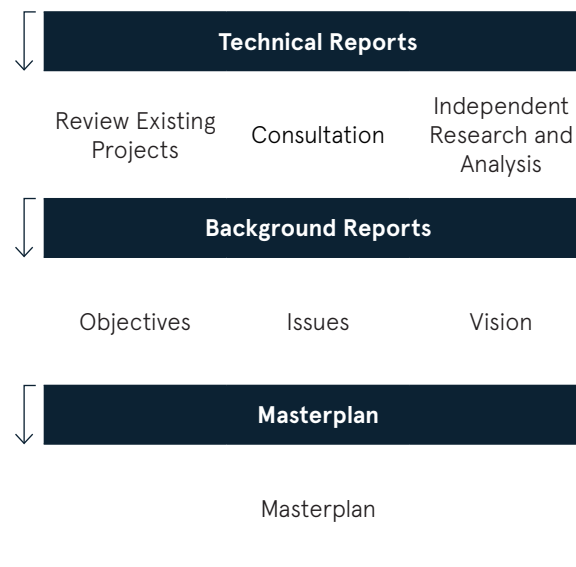 Technical Reports
Review Existing
Projects
Consultation
Independent
Research and
Analysis
Background Reports
Objectives
Issues
Vision
Masterplan
Masterplan